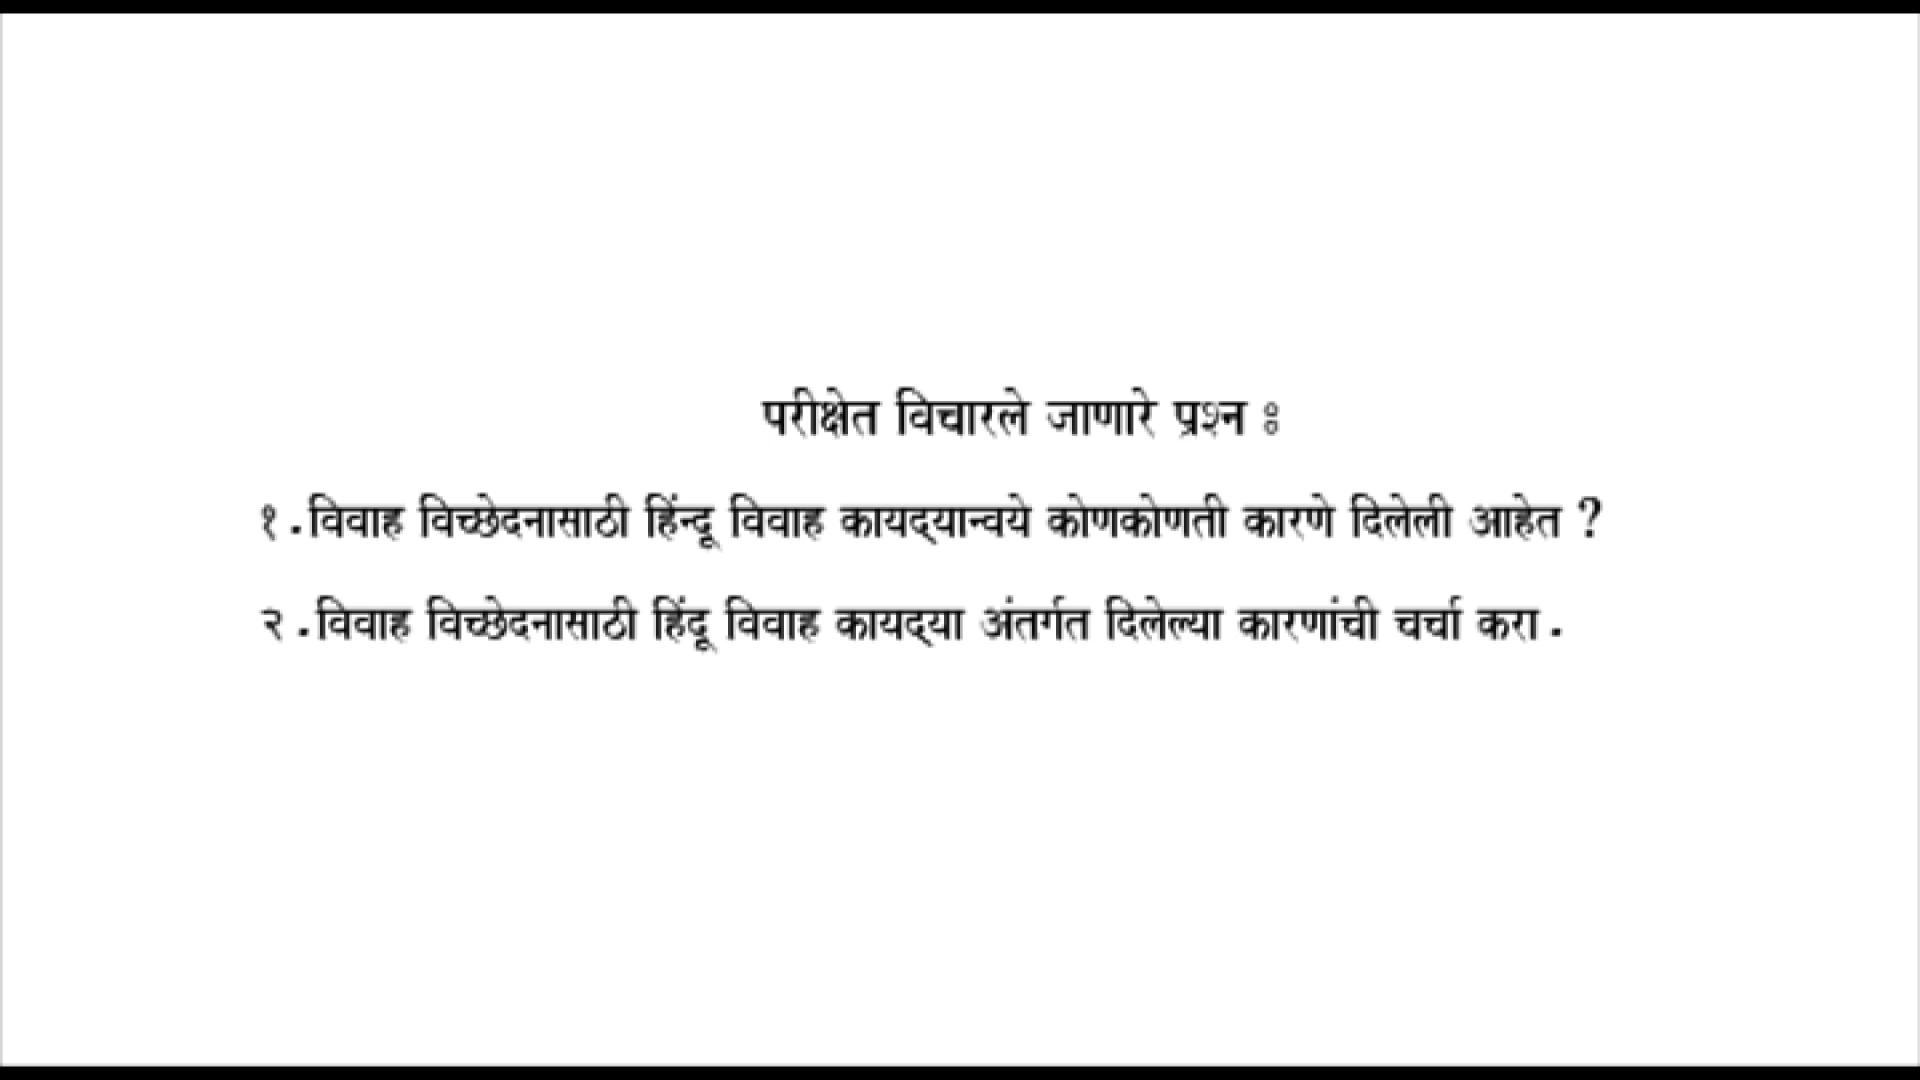 परीक्षेत विचारले जाणारे प्रश्न :
१ .विवाह विच्छेदनासाठी हिंन्दू विवाह कायद्यान्वये कोणकोणती कारणे दिलेली आहेत ?
२ .विवाह विच्छेदनासाठी हिंदू विवाह कायद्या अंतर्गत दिलेल्या कारणांची चर्चा करा .